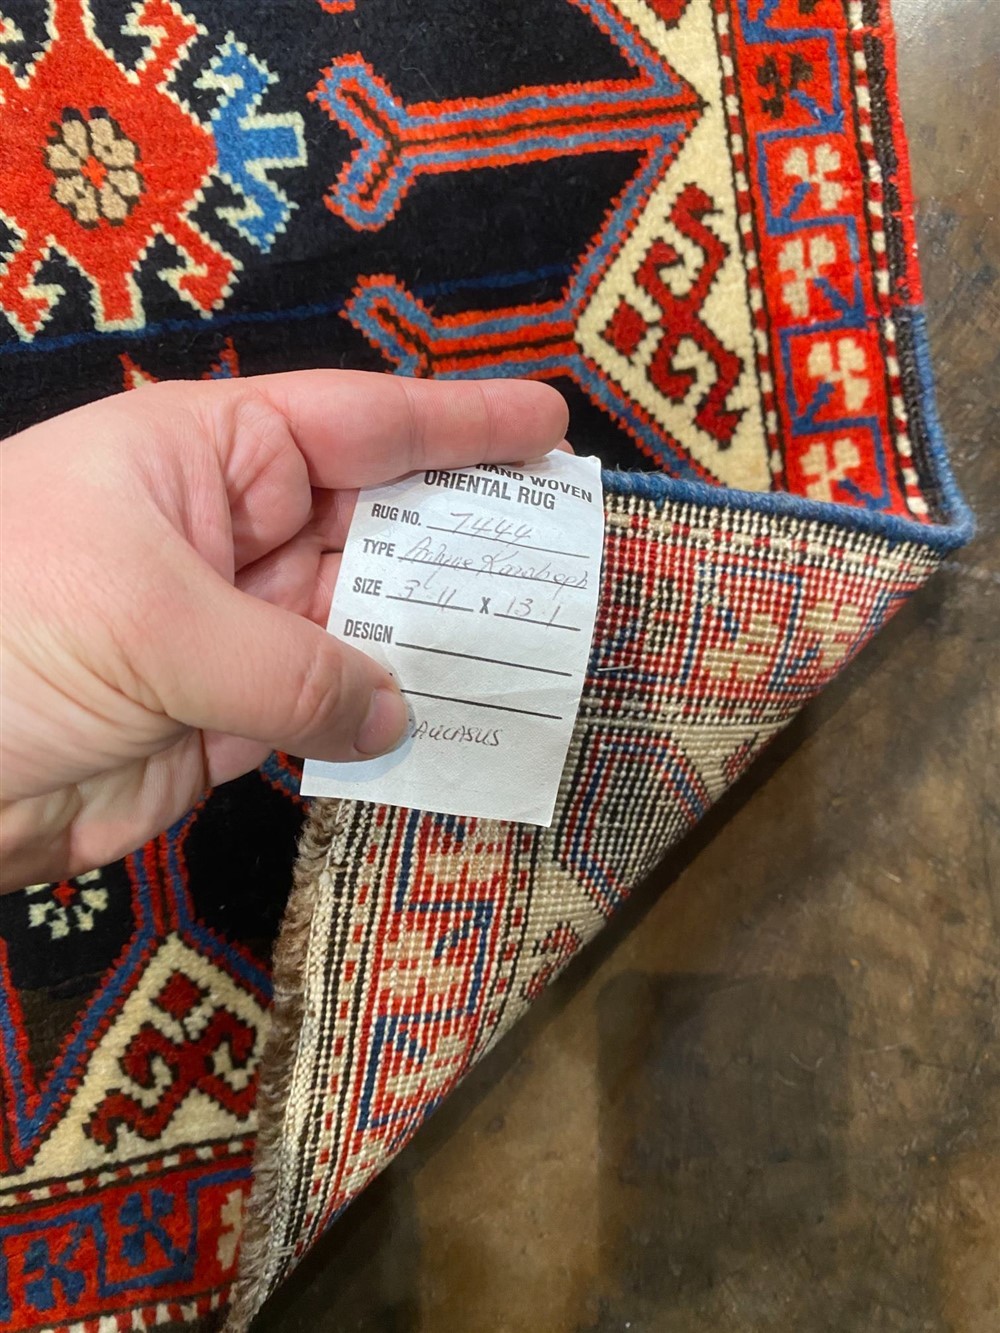 HAND WOVEN
ORIENTAL RUG
RUG NO. 7444
TYPE Antique Karabagh
SIZE 3' 11 X 13 1
DESIGN
CAUCASUS